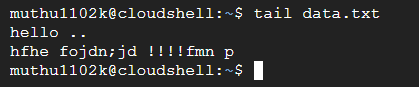 muthu1102k@cloudshell:~$ tail data.txt
hello ..
hfhe fojdn;jd !!!!fmn p
muthu1102k@cloudshell:~$